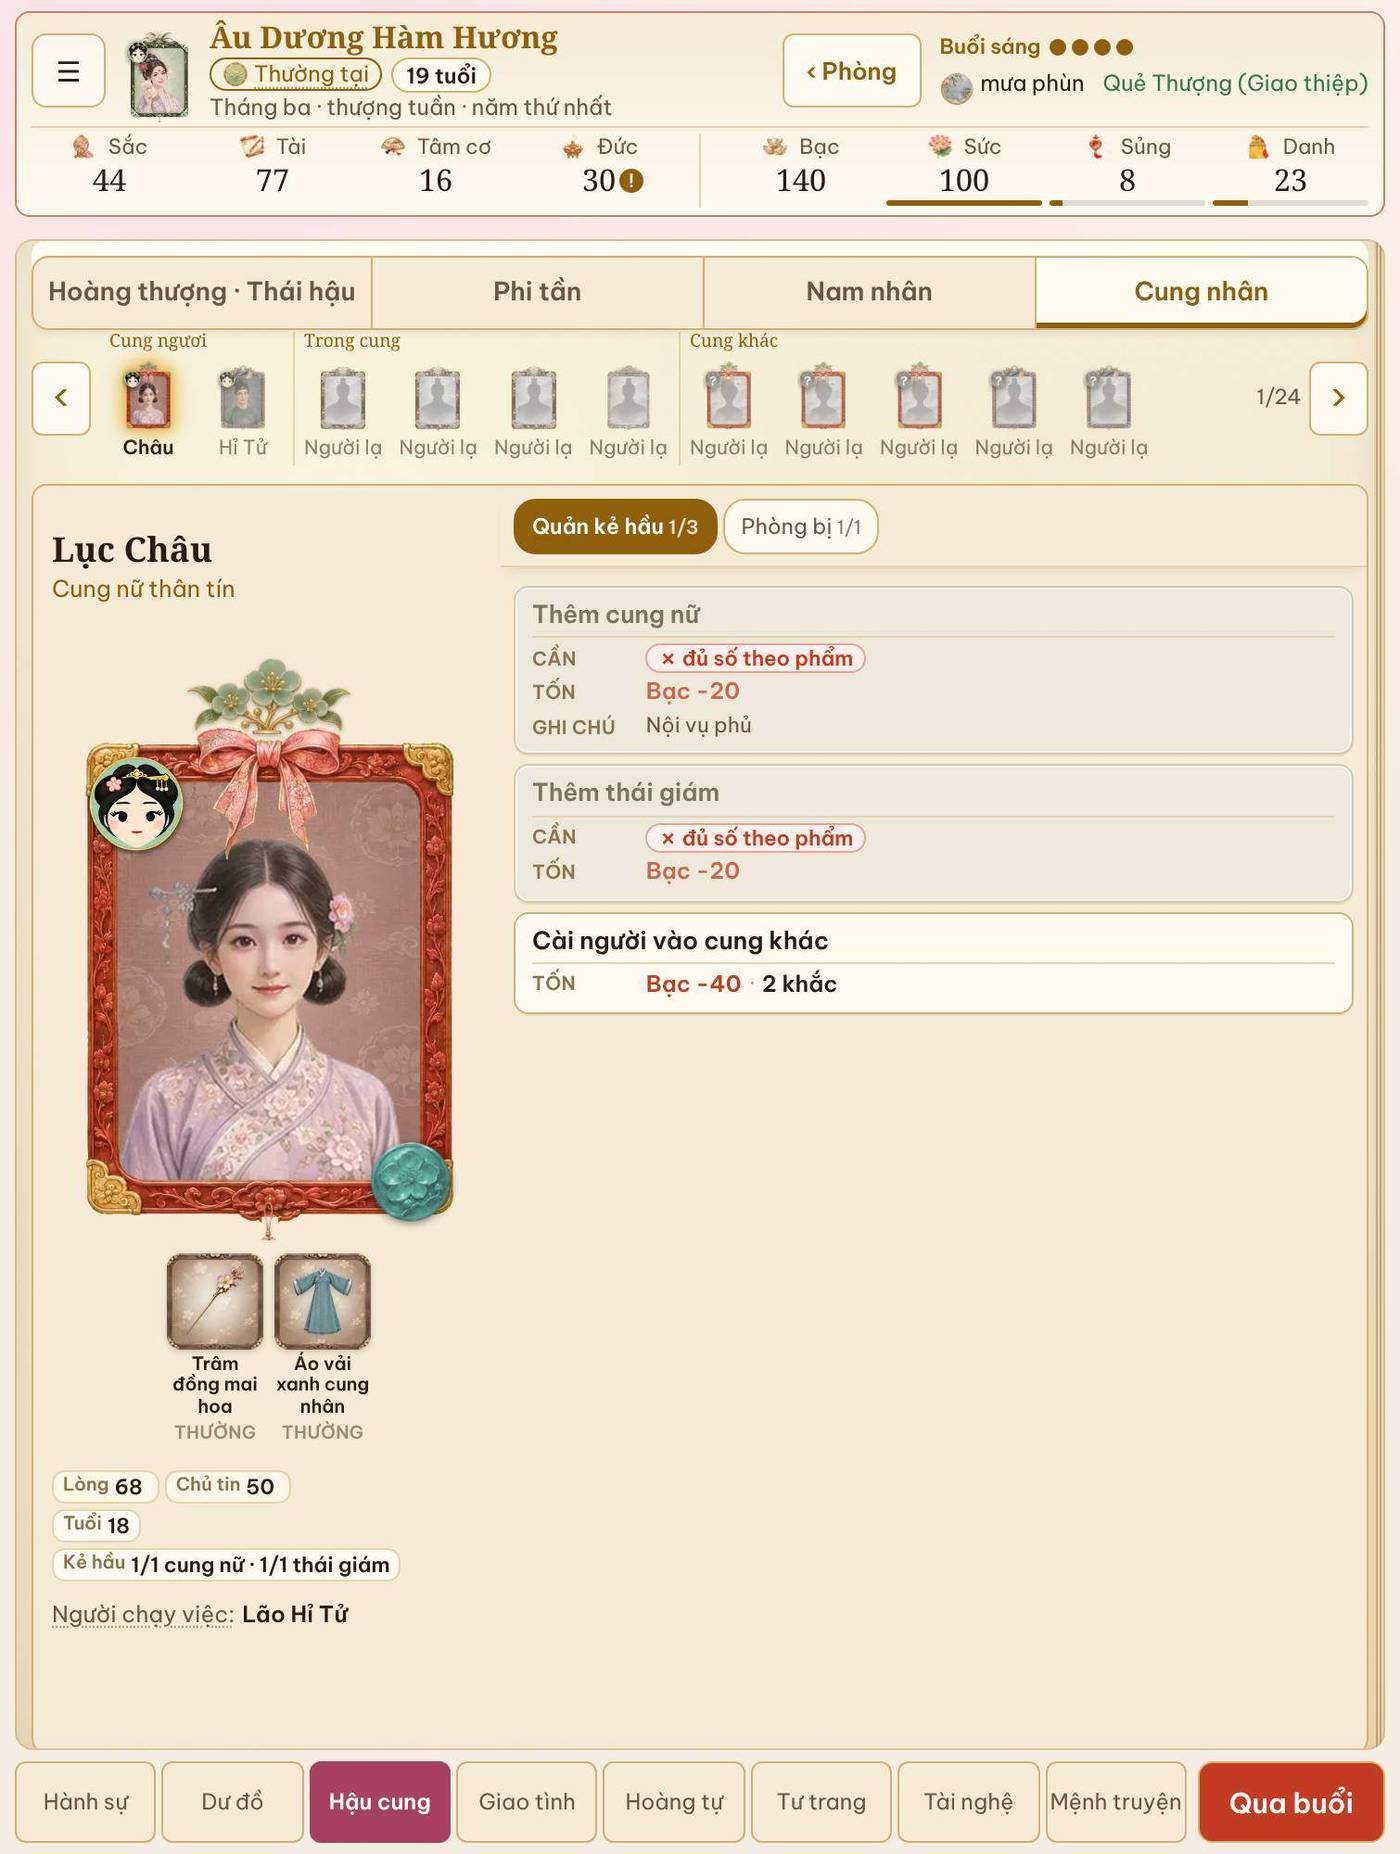 ☰
Âu Dương Hàm Hương
Thường tại
19 tuổi
Tháng ba · thượng tuần · năm thứ nhất
‹ Phòng
Buổi sáng
mưa phùn Quẻ Thượng (Giao thiệp)
Sắc Tài Tâm cơ Đức Bạc Sức Sủng Danh
44 77 16 30 ! 140 100 8 23
Hoàng thượng · Thái hậu Phi tần Nam nhân Cung nhân
Cung ngươi Trong cung Cung khác
? ? ? ? ?
‹ 1/24 ›
Châu Hỉ Tử Người lạ Người lạ Người lạ Người lạ Người lạ Người lạ Người lạ Người lạ Người lạ
Lục Châu
Cung nữ thân tín
Trâm đồng mai hoa
THƯỜNG
Áo vải xanh cung nhân
THƯỜNG
Lòng 68 Chủ tin 50
Tuổi 18
Kẻ hầu 1/1 cung nữ · 1/1 thái giám
Người chạy việc: Lão Hỉ Tử
Quản kẻ hầu 1/3 Phòng bị 1/1
Thêm cung nữ
CẦN × đủ số theo phẩm
TỐN Bạc -20
GHI CHÚ Nội vụ phủ
Thêm thái giám
CẦN × đủ số theo phẩm
TỐN Bạc -20
Cài người vào cung khác
TỐN Bạc -40 · 2 khắc
Hành sự Dư đồ Hậu cung Giao tình Hoàng tự Tư trang Tài nghệ Mệnh truyện Qua buổi